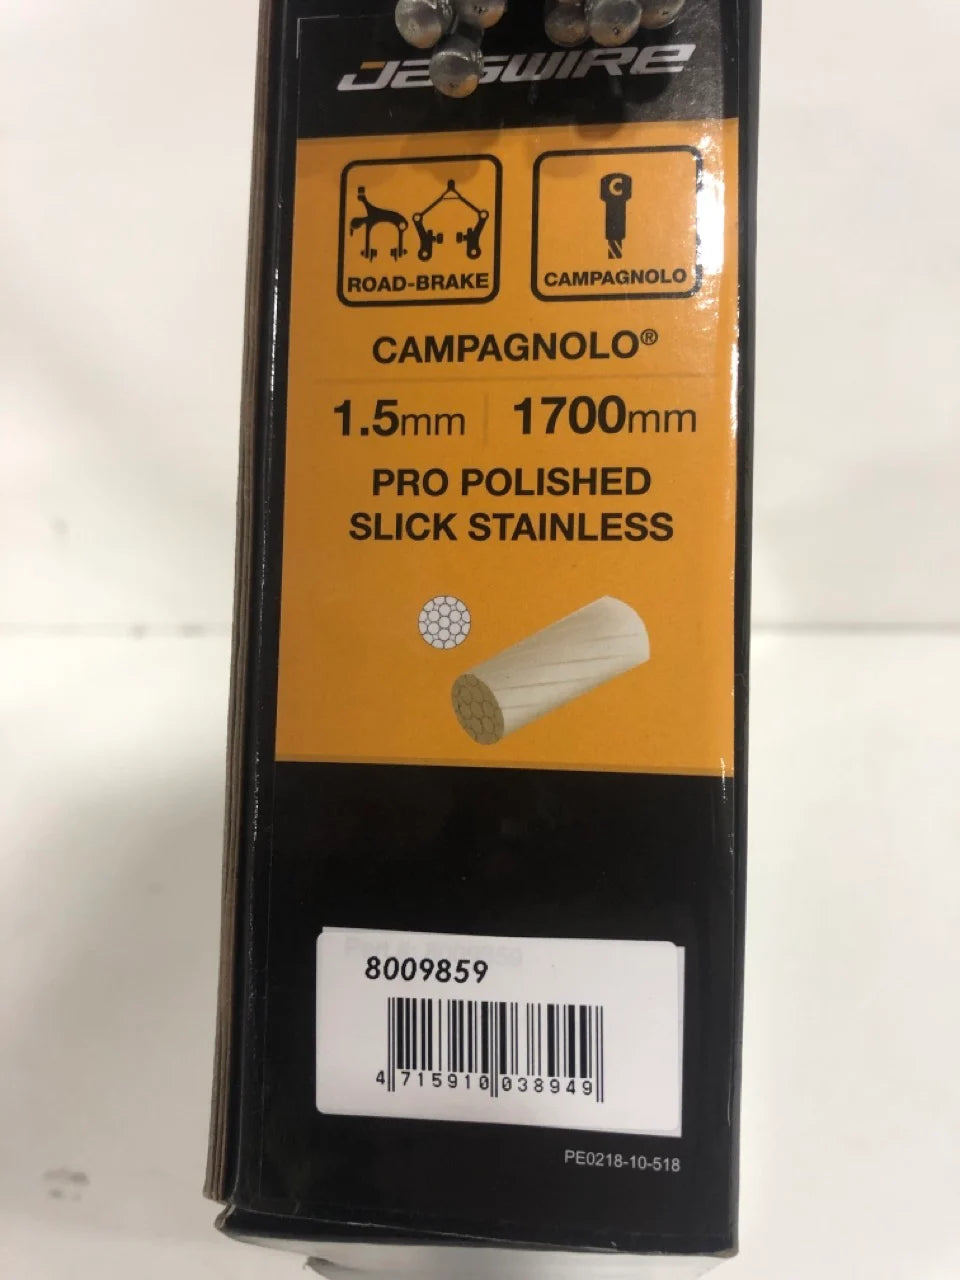 JAGWIRE
ROAD-BRAKE
C
CAMPAGNOLO
CAMPAGNOLO®
1.5mm 1700mm
PRO POLISHED
SLICK STAINLESS
8009859
4 715910 038949
PE0218-10-518